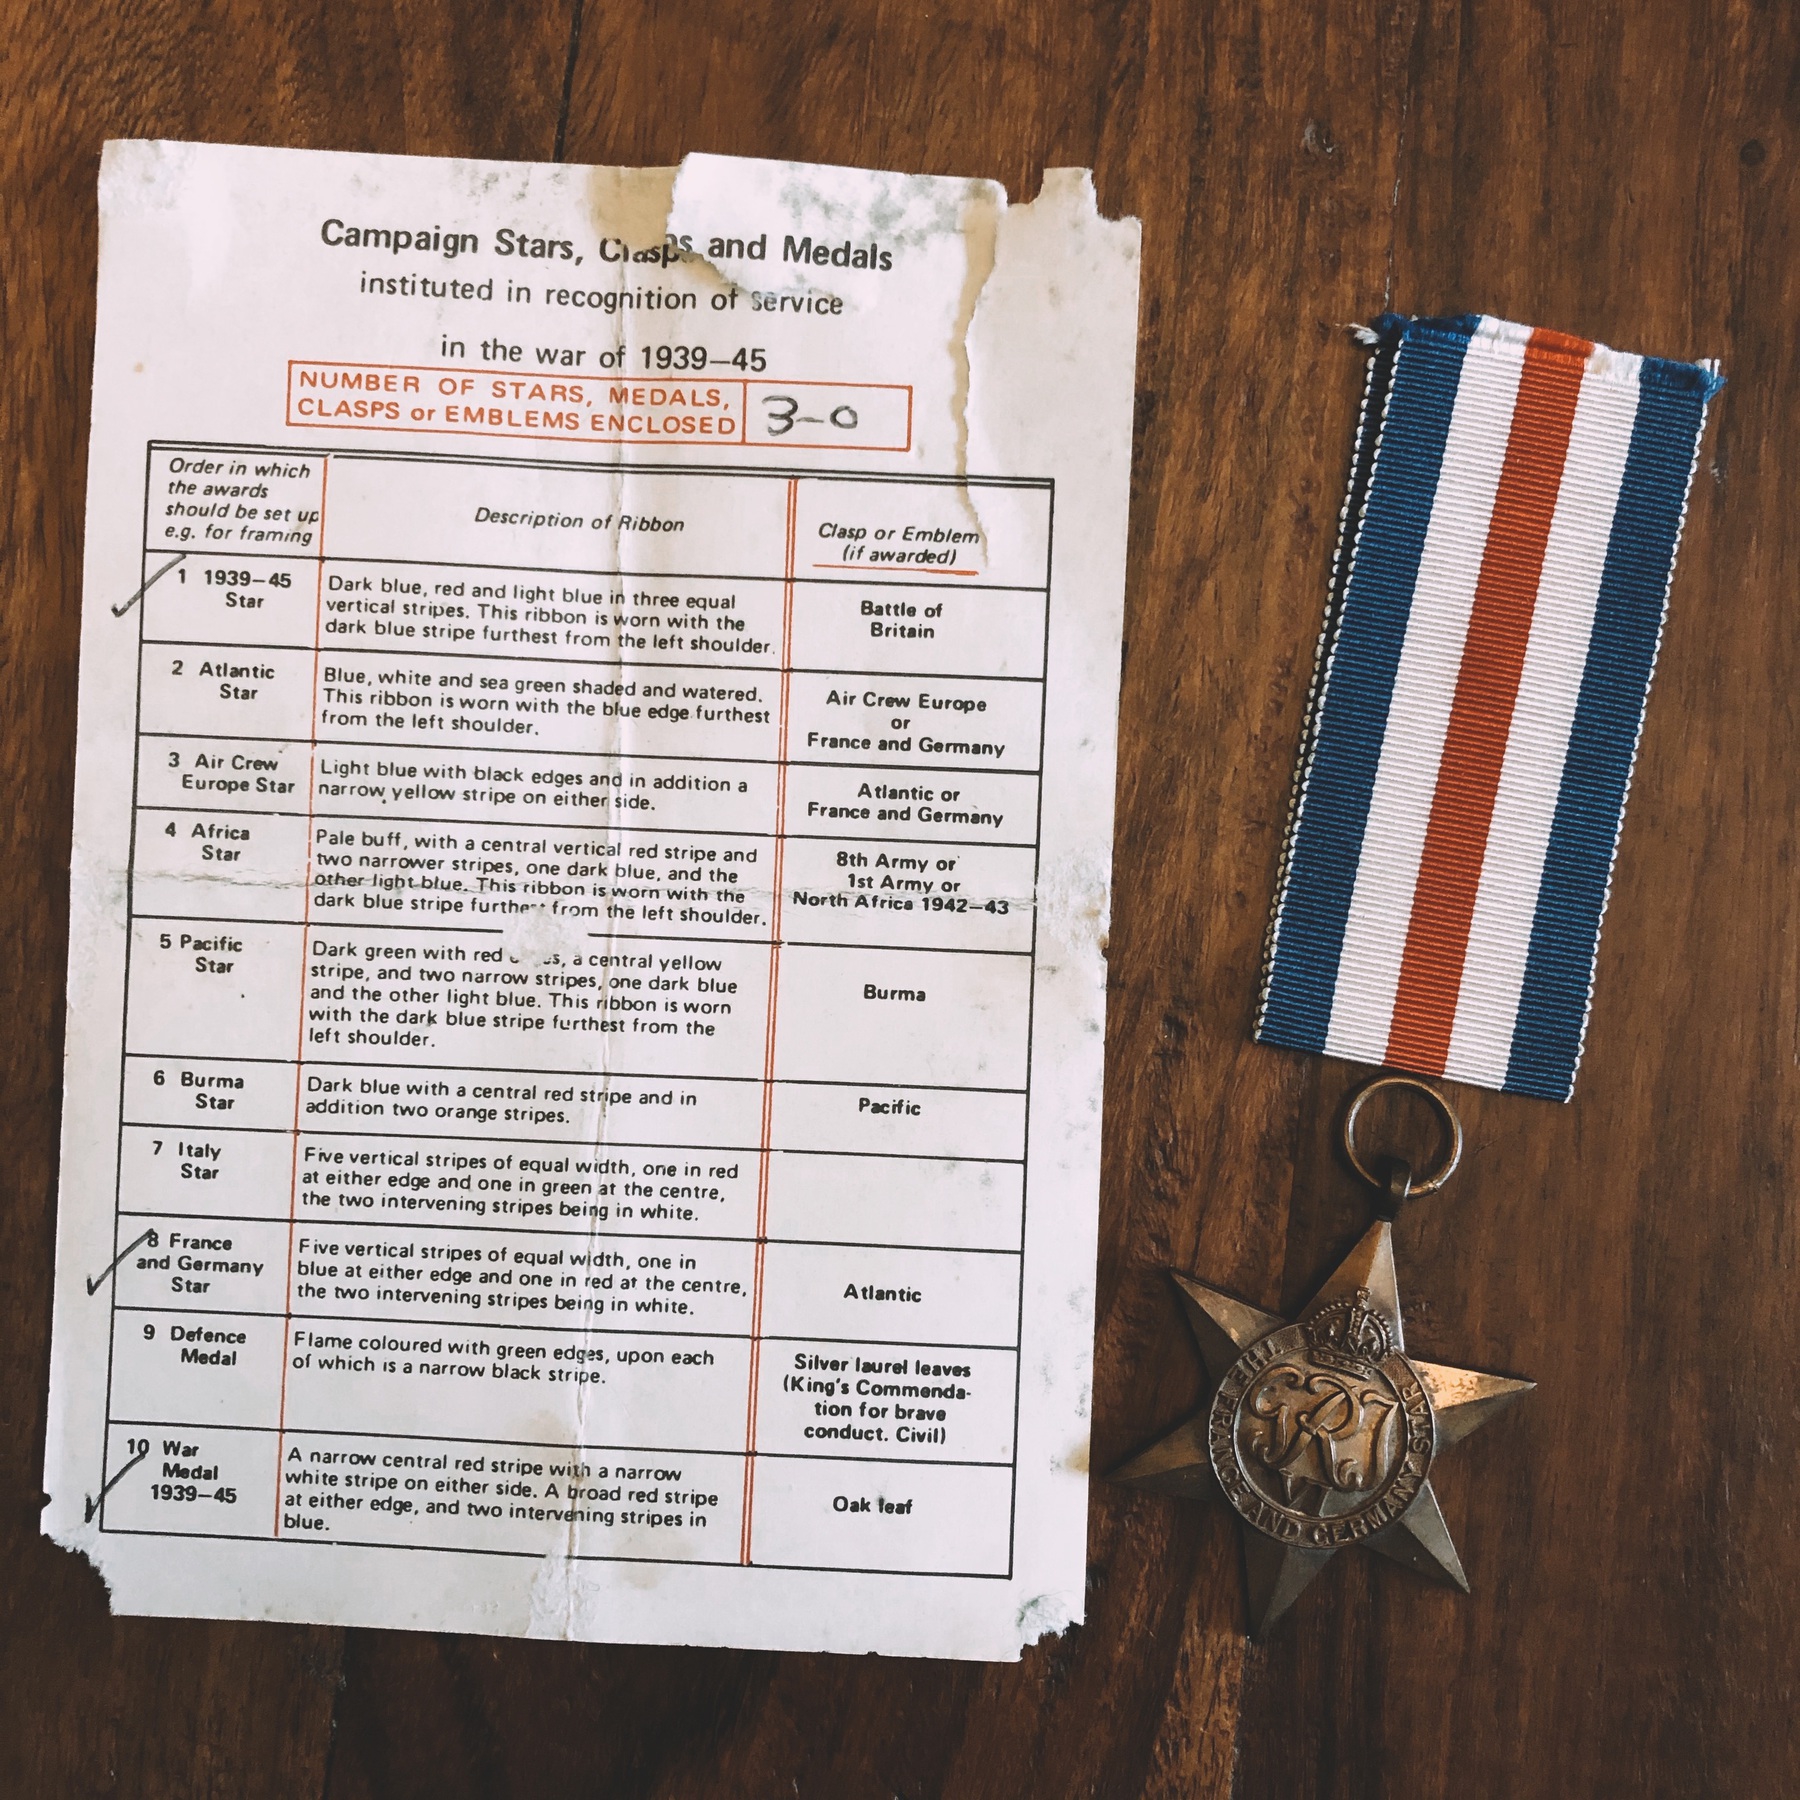 Campaign Stars, Clasps and Medals
instituted in recognition of service
in the war of 1939–45
NUMBER OF STARS, MEDALS,
CLASPS or EMBLEMS ENCLOSED
3–0
Order in which
the awards
should be set up
e.g. for framing
Description of Ribbon
Clasp or Emblem
(if awarded)
1 1939–45
Star
Dark blue, red and light blue in three equal
vertical stripes. This ribbon is worn with the
dark blue stripe furthest from the left shoulder.
Battle of
Britain
2 Atlantic
Star
Blue, white and sea green shaded and watered.
This ribbon is worn with the blue edge furthest
from the left shoulder.
Air Crew Europe
or
France and Germany
3 Air Crew
Europe Star
Light blue with black edges and in addition a
narrow yellow stripe on either side.
Atlantic or
France and Germany
4 Africa
Star
Pale buff, with a central vertical red stripe and
two narrower stripes, one dark blue, and the
other light blue. This ribbon is worn with the
dark blue stripe furthest from the left shoulder.
8th Army or
1st Army or
North Africa 1942–43
5 Pacific
Star
Dark green with red a central yellow
stripe, and two narrow stripes, one dark blue
and the other light blue. This ribbon is worn
with the dark blue stripe furthest from the
left shoulder.
Burma
6 Burma
Star
Dark blue with a central red stripe and in
addition two orange stripes.
Pacific
7 Italy
Star
Five vertical stripes of equal width, one in red
at either edge and one in green at the centre,
the two intervening stripes being in white.
8 France
and Germany
Star
Five vertical stripes of equal width, one in
blue at either edge and one in red at the centre,
the two intervening stripes being in white.
Atlantic
9 Defence
Medal
Flame coloured with green edges, upon each
of which is a narrow black stripe.
Silver laurel leaves
(King's Commenda-
tion for brave
conduct. Civil)
10 War
Medal
1939–45
A narrow central red stripe with a narrow
white stripe on either side. A broad red stripe
at either edge, and two intervening stripes in
blue.
Oak leaf
THE FRANCE AND GERMANY STAR
GRI
VI